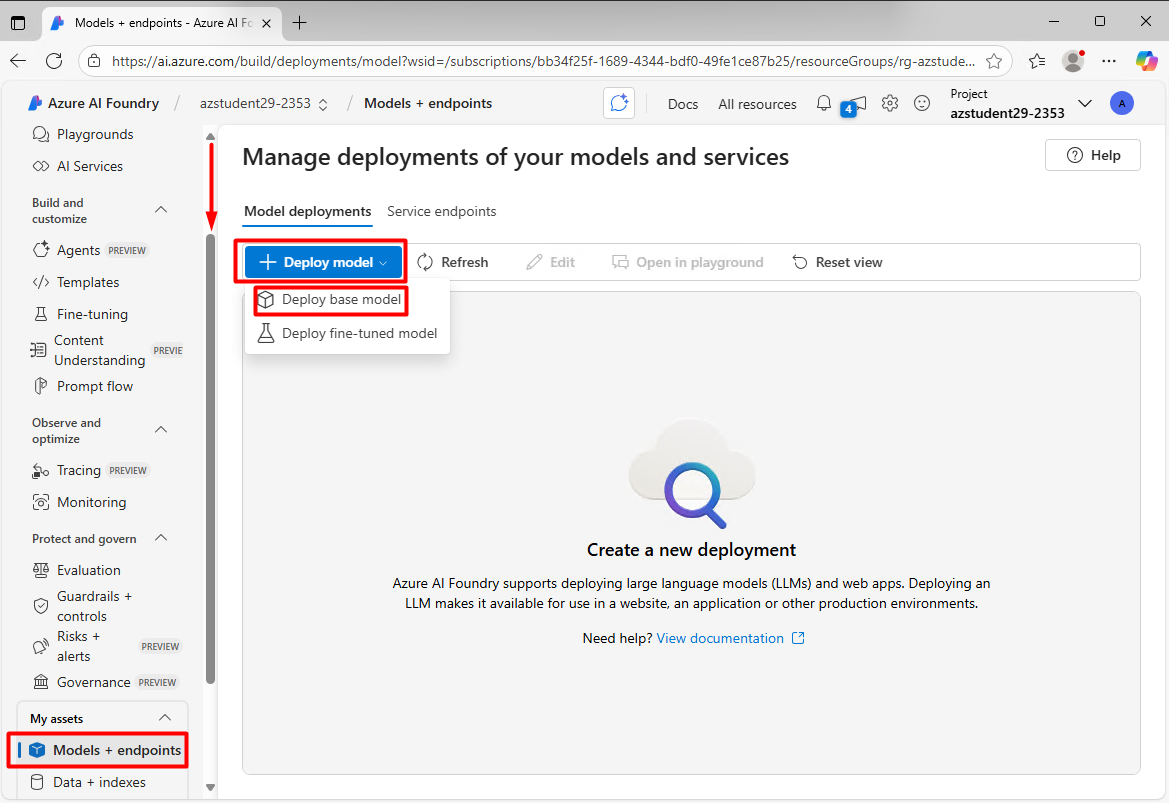 Models + endpoints - Azure AI Fo
https://ai.azure.com/build/deployments/model?wsid=/subscriptions/bb34f25f-1689-4344-bdf0-49fe1ce87b25/resourceGroups/rg-azstude...
Azure AI Foundry / azstudent29-2353 / Models + endpoints
Docs
All resources
4
Project
azstudent29-2353
A
Playgrounds
AI Services
Build and
customize
Agents PREVIEW
Templates
Fine-tuning
Content
Understanding PREVIE
Prompt flow
Observe and
optimize
Tracing PREVIEW
Monitoring
Protect and govern
Evaluation
Guardrails +
controls
Risks +
alerts PREVIEW
Governance PREVIEW
My assets
Models + endpoints
Data + indexes
Manage deployments of your models and services
Help
Model deployments Service endpoints
Deploy model Refresh Edit Open in playground Reset view
Deploy base model
Deploy fine-tuned model
Create a new deployment
Azure AI Foundry supports deploying large language models (LLMs) and web apps. Deploying an
LLM makes it available for use in a website, an application or other production environments.
Need help? View documentation